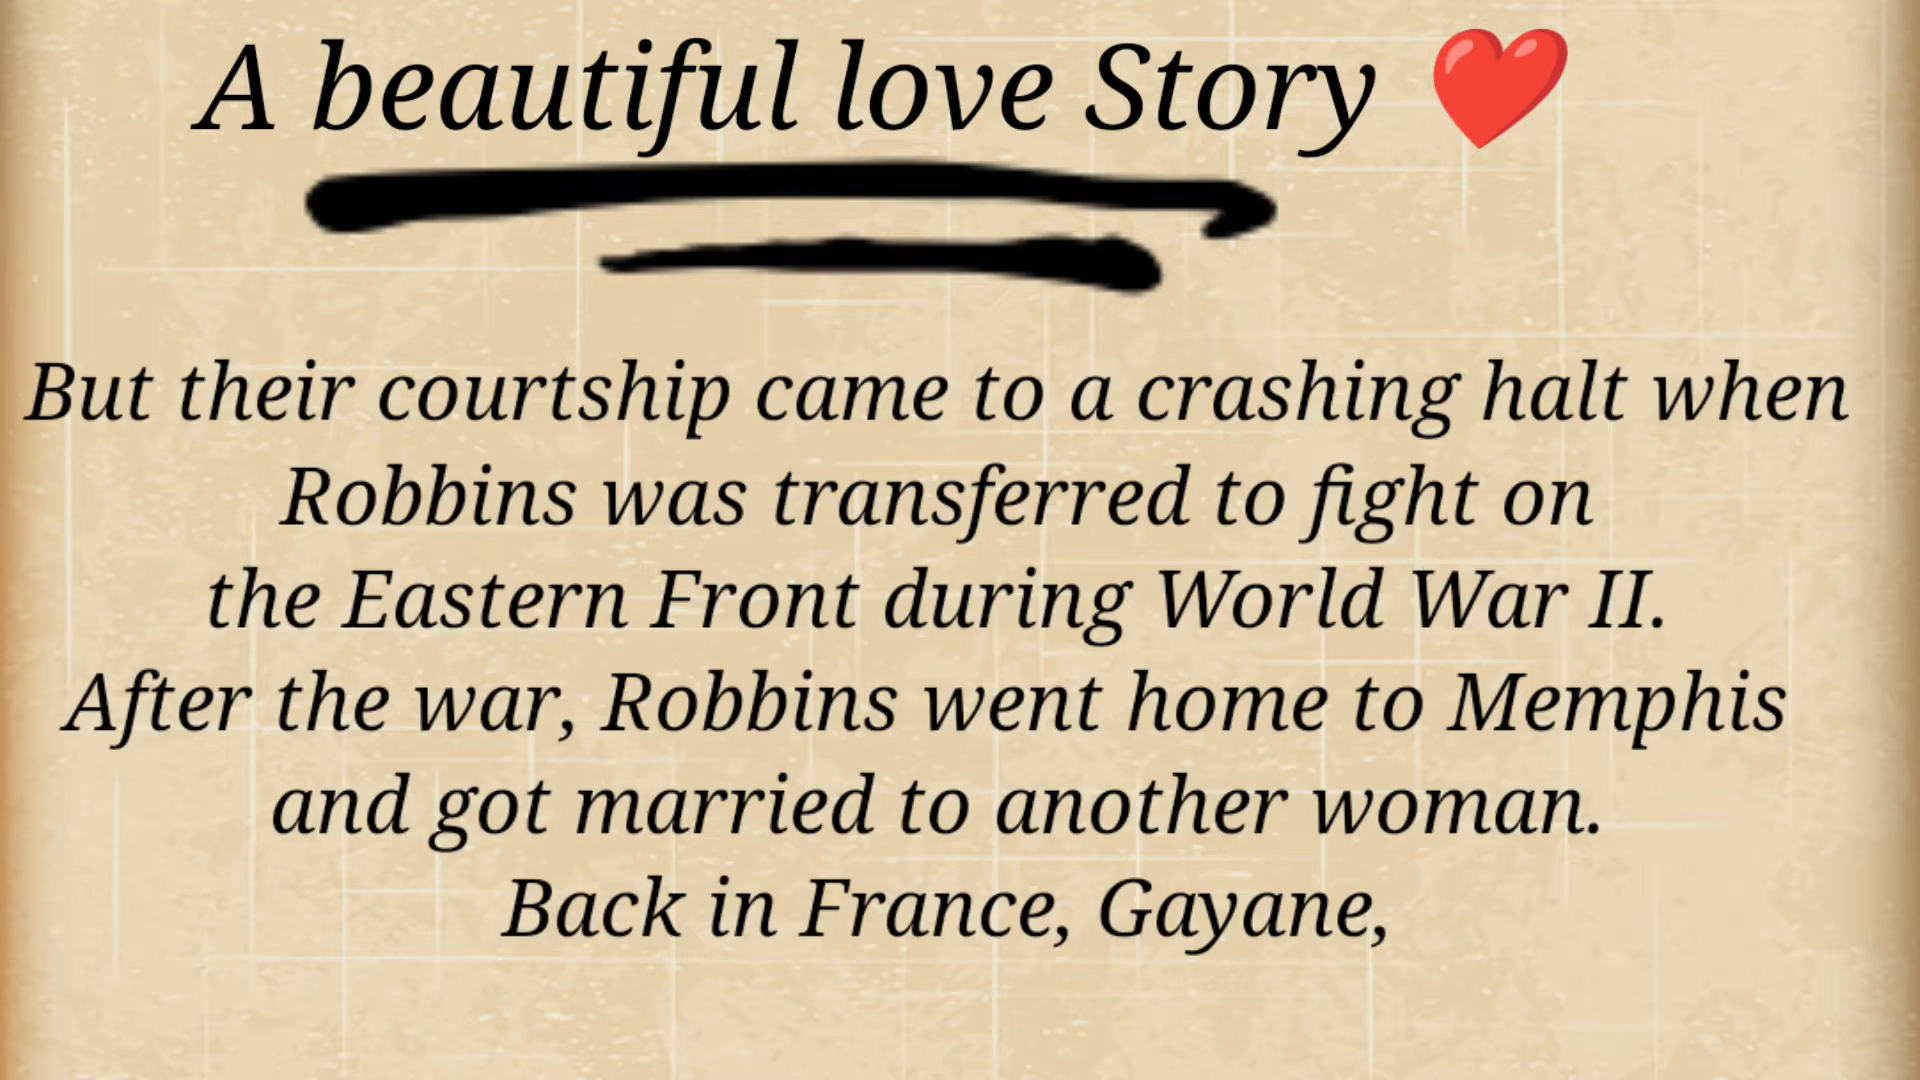 A beautiful love Story ❤️
But their courtship came to a crashing halt when
Robbins was transferred to fight on
the Eastern Front during World War II.
After the war, Robbins went home to Memphis
and got married to another woman.
Back in France, Gayane,